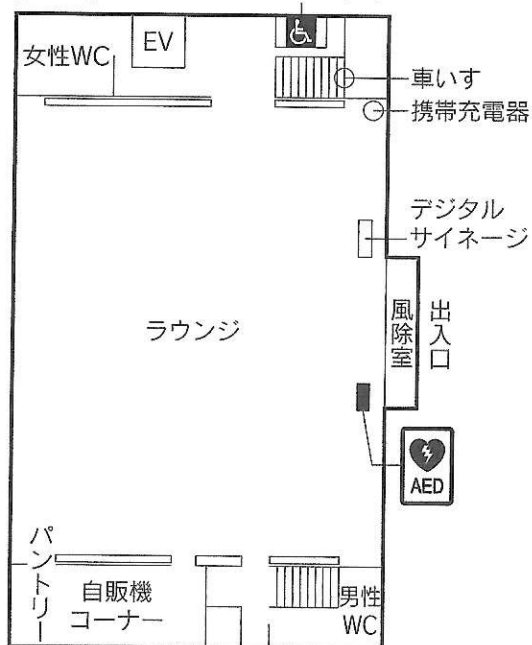 女性WC
EV
車いす
携帯充電器
デジタル
サイネージ
ラウンジ
風除室
出入口
AED
パントリー
自販機
コーナー
男性
WC